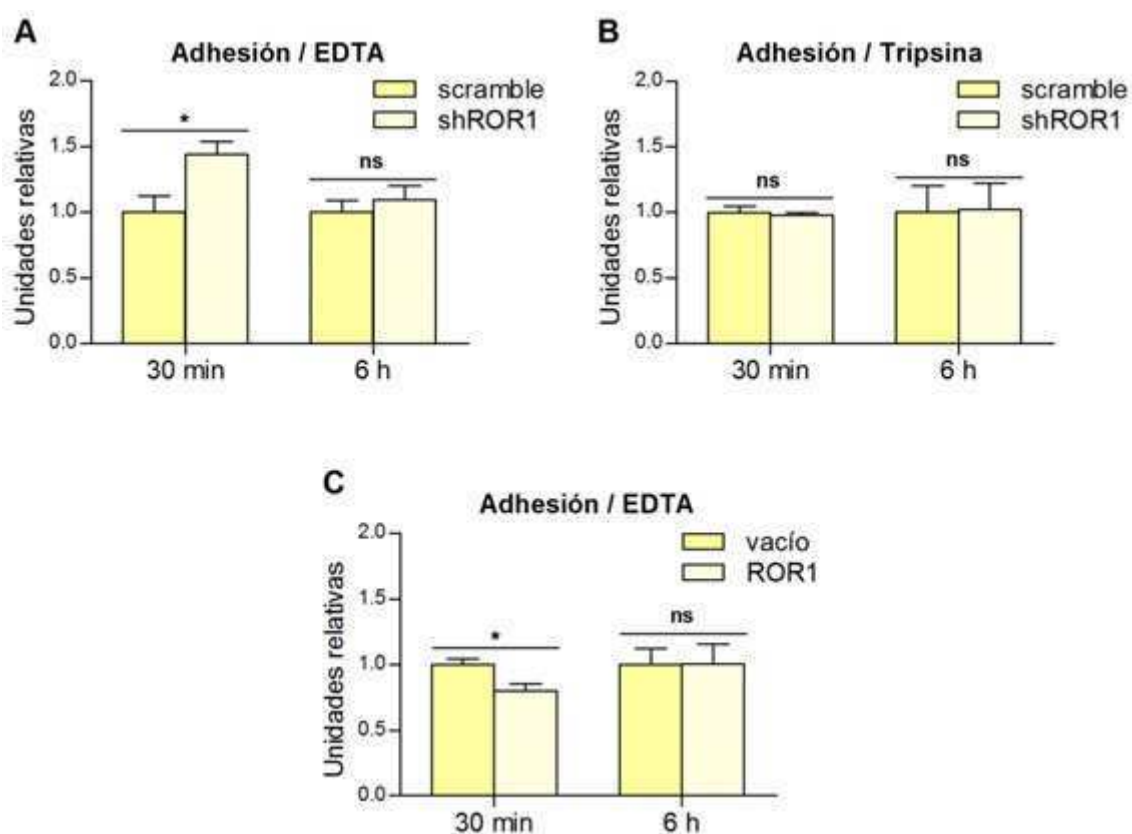 A
Adhesión / EDTA
scramble
shROR1
Unidades relativas
2.0
1.5
1.0
0.5
0.0
*
ns
30 min
6 h
B
Adhesión / Tripsina
scramble
shROR1
Unidades relativas
2.0
1.5
1.0
0.5
0.0
ns
ns
30 min
6 h
C
Adhesión / EDTA
vacío
ROR1
Unidades relativas
2.0
1.5
1.0
0.5
0.0
*
ns
30 min
6 h